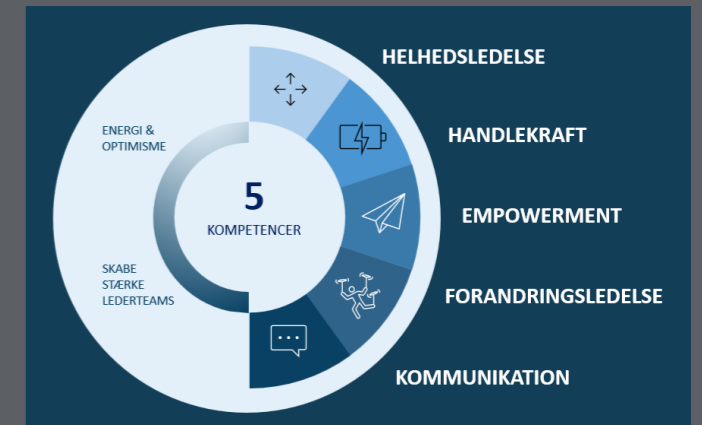 HELHEDSLEDELSE
HANDLEKRAFT
EMPOWERMENT
FORANDRINGSLEDELSE
KOMMUNIKATION
ENERGI &
OPTIMISME
5
KOMPETENCER
SKABE
STÆRKE
LEDERTEAMS